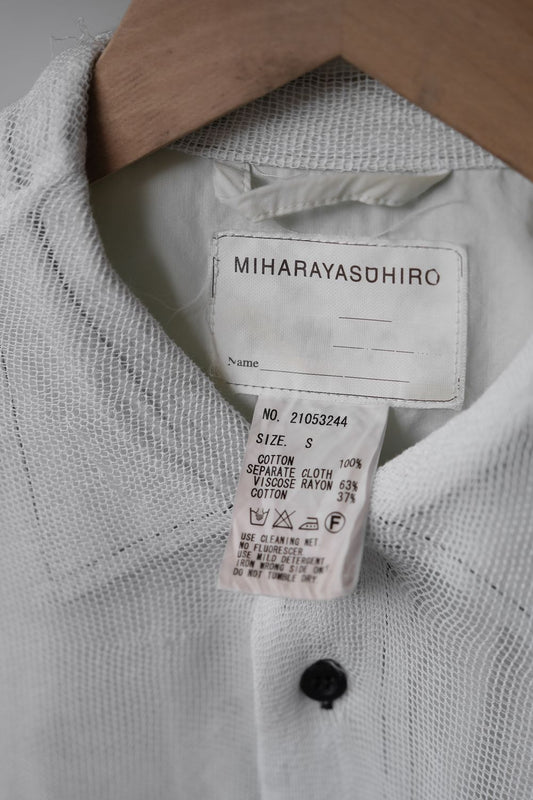 MIHARAYASUHIRO
Name
NO. 21053244
SIZE. S
COTTON 100%
SEPARATE CLOTH
VISCOSE RAYON 63%
COTTON 37%
F
USE CLEANING NET
NO FLUORESCER
USE MILD DETERGENT
IRON WRONG SIDE ONLY
DO NOT TUMBLE DRY